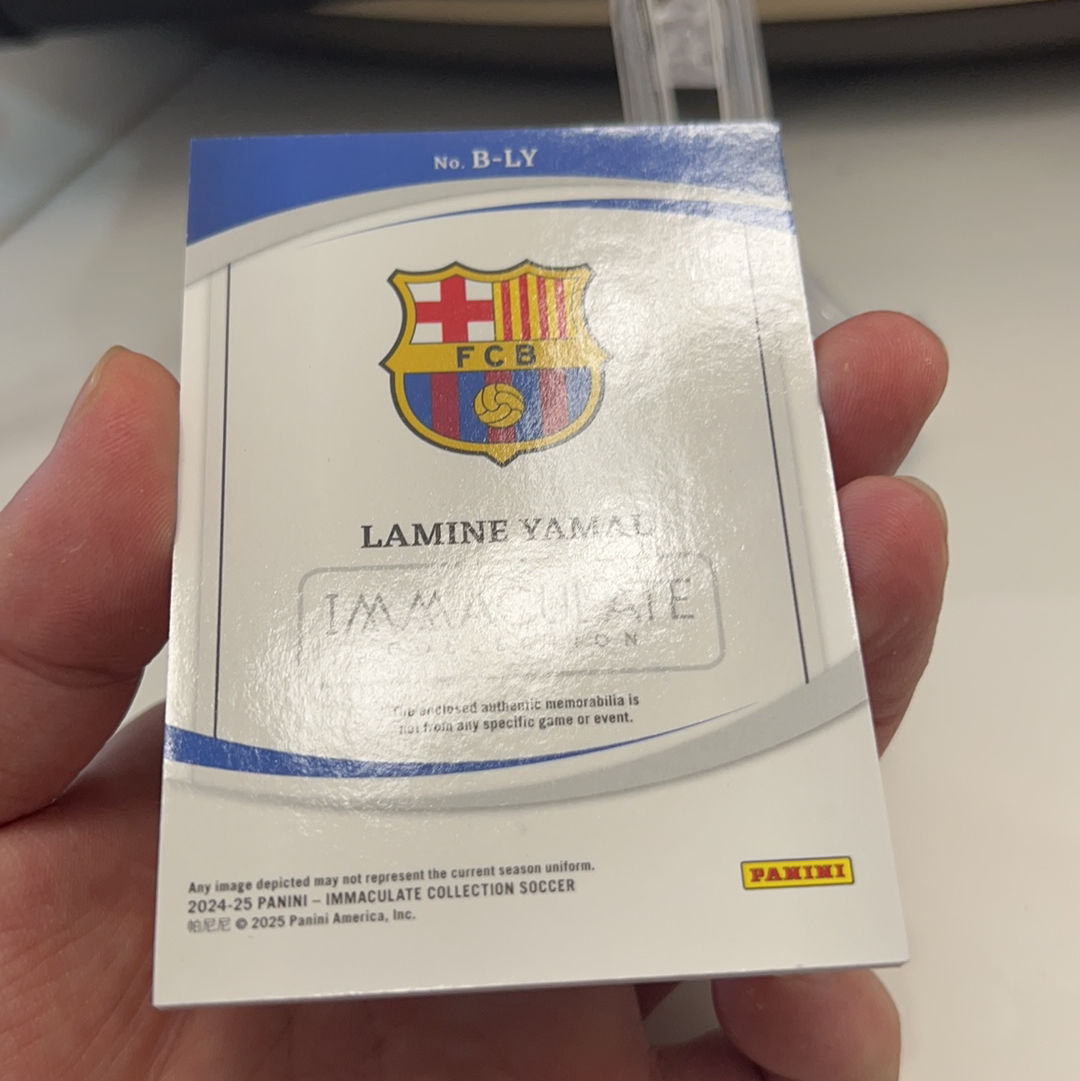 No. B-LY
FCB
LAMINE YAMAL
IMMACULATE
COLLECTION
The enclosed authentic memorabilia is
not from any specific game or event.
Any image depicted may not represent the current season uniform.
2024-25 PANINI – IMMACULATE COLLECTION SOCCER
帕尼尼 © 2025 Panini America, Inc.
PANINI